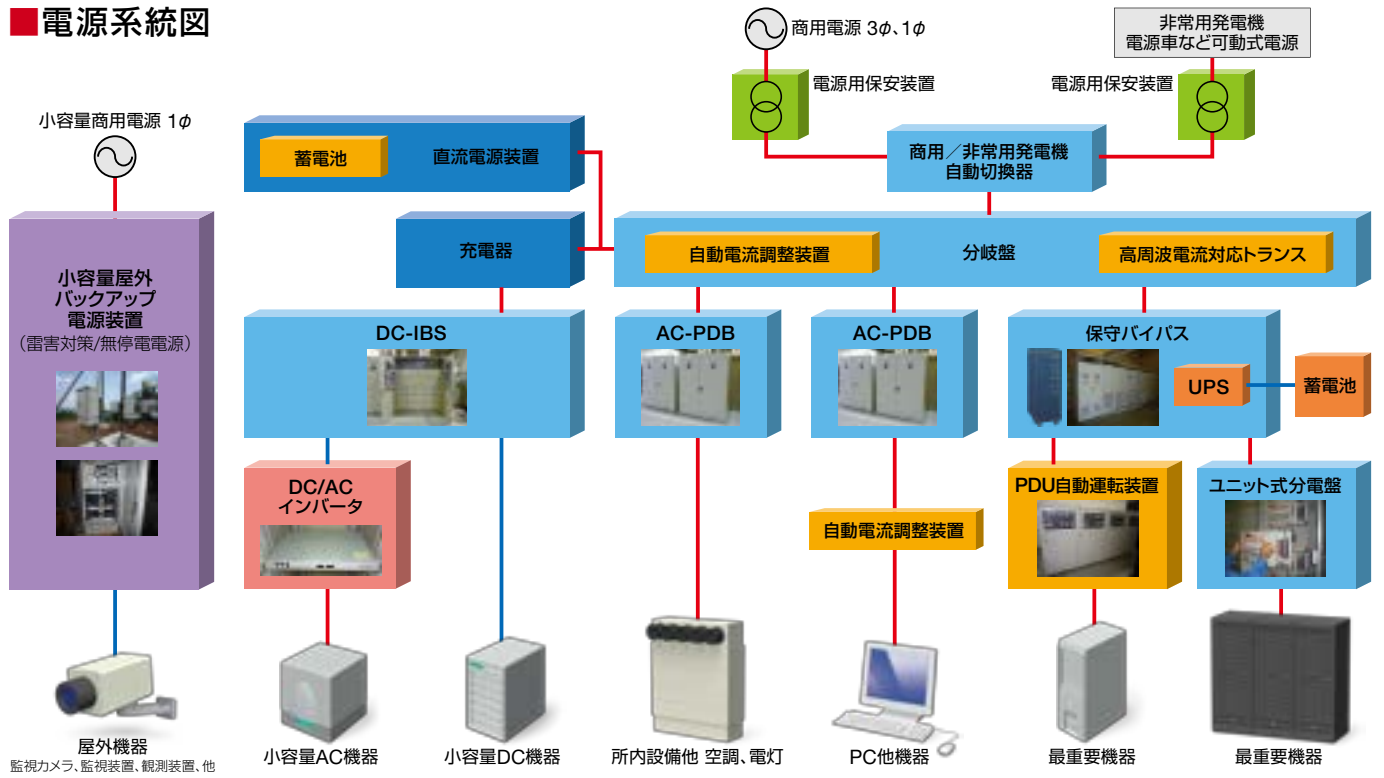 ■電源系統図
商用電源 3φ、1φ
非常用発電機
電源車など可動式電源
電源用保安装置
電源用保安装置
小容量商用電源 1φ
蓄電池
直流電源装置
商用／非常用発電機
自動切換器
充電器
自動電流調整装置
分岐盤
高周波電流対応トランス
小容量屋外
バックアップ
電源装置
（雷害対策/無停電電源）
DC-IBS
AC-PDB
AC-PDB
保守バイパス
UPS
蓄電池
DC/AC
インバータ
自動電流調整装置
PDU自動運転装置
ユニット式分電盤
屋外機器
監視カメラ、監視装置、観測装置、他
小容量AC機器
小容量DC機器
所内設備他 空調、電灯
PC他機器
最重要機器
最重要機器